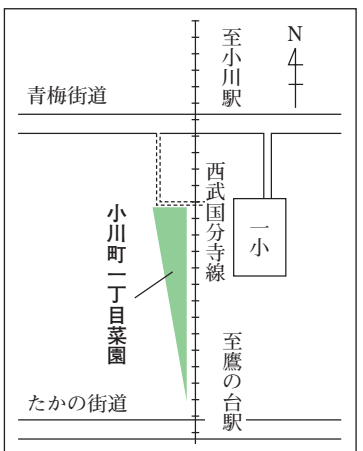 至小川駅
N
青梅街道
西武国分寺線
一小
小川町一丁目菜園
至鷹の台駅
たかの街道